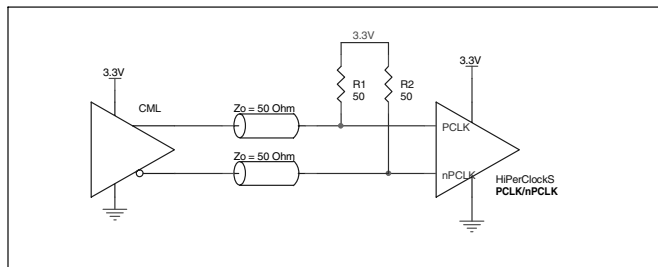 3.3V
3.3V
3.3V
R1
50
R2
50
CML
Zo = 50 Ohm
PCLK
Zo = 50 Ohm
nPCLK
HiPerClockS
PCLK/nPCLK